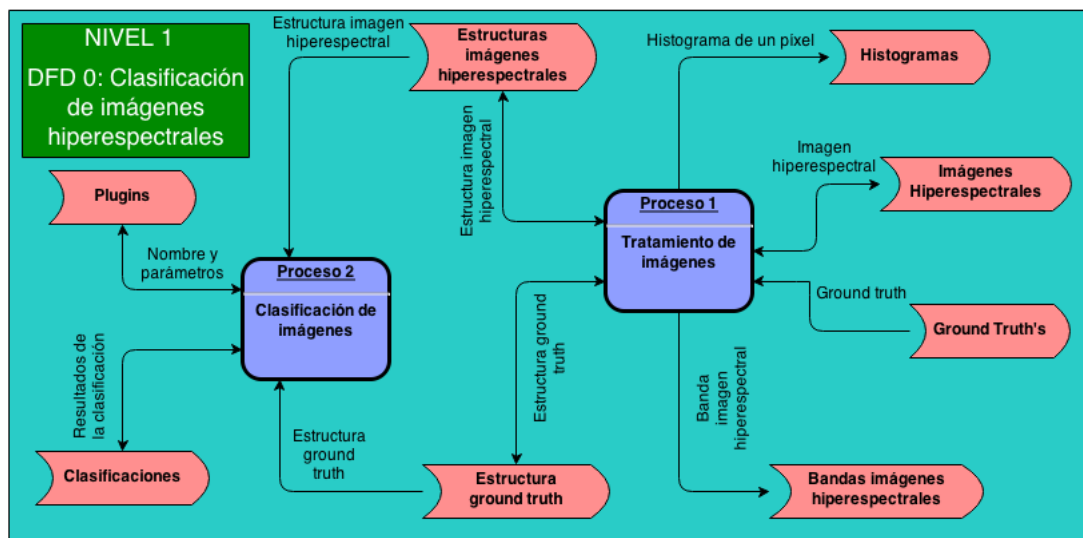 NIVEL 1
DFD 0: Clasificación
de imágenes
hiperespectrales
Estructura imagen
hiperespectral
Estructuras
imágenes
hiperespectrales
Histograma de un píxel
Histogramas
Estructura imagen
hiperespectral
Imagen
hiperespectral
Imágenes
Hiperespectrales
Plugins
Nombre y
parámetros
Proceso 1
Tratamiento de
imágenes
Proceso 2
Clasificación de
imágenes
Ground truth
Ground Truth's
Estructura ground
truth
Banda
imagen
hiperespectral
Resultados de
la clasificación
Clasificaciones
Estructura
ground
truth
Estructura
ground truth
Bandas imágenes
hiperespectrales